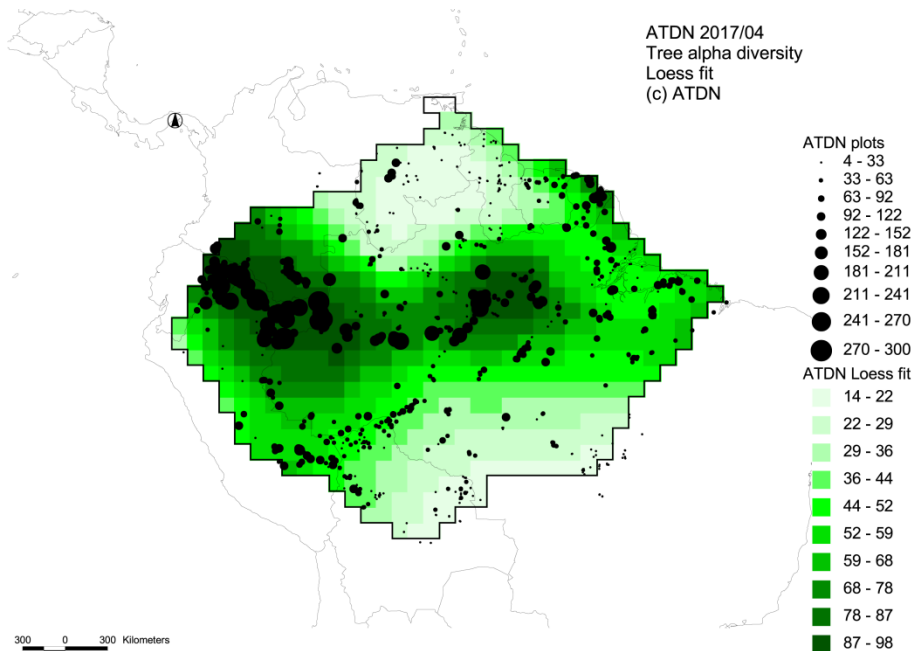 ATDN 2017/04
Tree alpha diversity
Loess fit
(c) ATDN
ATDN plots
4 - 33
33 - 63
63 - 92
92 - 122
122 - 152
152 - 181
181 - 211
211 - 241
241 - 270
270 - 300
ATDN Loess fit
14 - 22
22 - 29
29 - 36
36 - 44
44 - 52
52 - 59
59 - 68
68 - 78
78 - 87
87 - 98
300 0 300 Kilometers